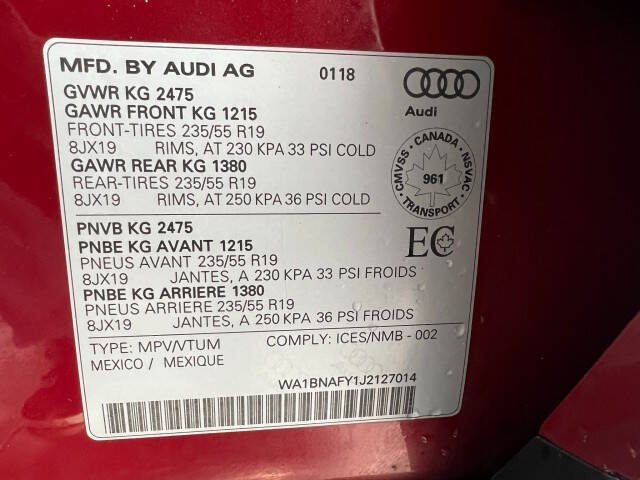 MFD. BY AUDI AG 0118
Audi
GVWR KG 2475
GAWR FRONT KG 1215
FRONT-TIRES 235/55 R19
8JX19 RIMS, AT 230 KPA 33 PSI COLD
GAWR REAR KG 1380
REAR-TIRES 235/55 R19
8JX19 RIMS, AT 250 KPA 36 PSI COLD
CMVSS · CANADA · NSVAC
961
· TRANSPORT ·
PNVB KG 2475
PNBE KG AVANT 1215
PNEUS AVANT 235/55 R19
8JX19 JANTES, A 230 KPA 33 PSI FROIDS
PNBE KG ARRIERE 1380
PNEUS ARRIERE 235/55 R19
8JX19 JANTES, A 250 KPA 36 PSI FROIDS
EC
TYPE: MPV/VTUM COMPLY: ICES/NMB - 002
MEXICO / MEXIQUE
WA1BNAFY1J2127014